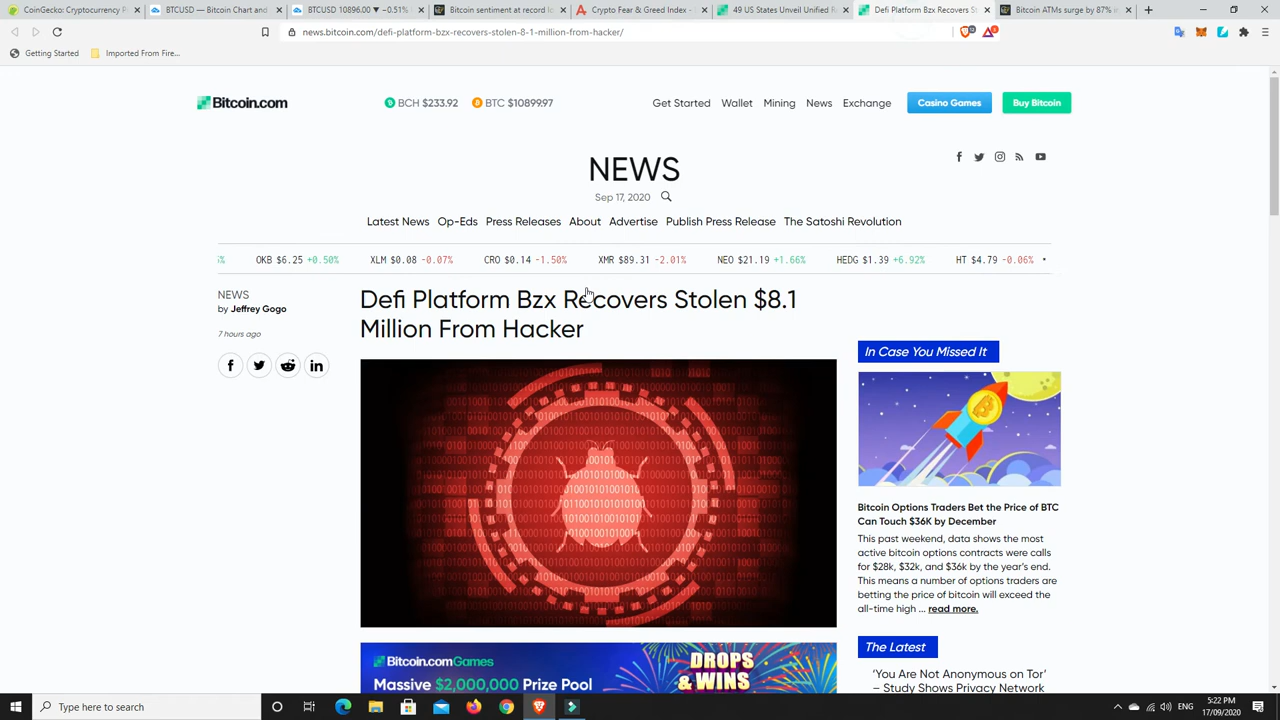 CoinGecko: Cryptocurrency P
BTCUSD — Bitcoin Chart and
BTCUSD 10896.00 ▼ −0.51%
Bitcoin sentiment at record lo
Crypto Fear & Greed Index -
49 US States Unveil Unified R
Defi Platform Bzx Recovers St
Bitcoin ATMs surge by 87% i
news.bitcoin.com/defi-platform-bzx-recovers-stolen-8-1-million-from-hacker/
Getting Started
Imported From Fire...
Bitcoin.com
BCH $233.92
BTC $10899.97
Get Started
Wallet
Mining
News
Exchange
Casino Games
Buy Bitcoin
NEWS
Sep 17, 2020
Latest News
Op-Eds
Press Releases
About
Advertise
Publish Press Release
The Satoshi Revolution
OKB $6.25 +0.50%
XLM $0.08 -0.07%
CRO $0.14 -1.50%
XMR $89.31 -2.01%
NEO $21.19 +1.66%
HEDG $1.39 +6.92%
HT $4.79 -0.06%
NEWS
by Jeffrey Gogo
7 hours ago
Defi Platform Bzx Recovers Stolen $8.1
Million From Hacker
In Case You Missed It
Bitcoin Options Traders Bet the Price of BTC
Can Touch $36K by December
This past weekend, data shows the most
active bitcoin options contracts were calls
for $28k, $32k, and $36k by the year's end.
This means a number of options traders are
betting the price of bitcoin will exceed the
all-time high ... read more.
The Latest
'You Are Not Anonymous on Tor'
– Study Shows Privacy Network
Bitcoin.com Games
Massive $2,000,000 Prize Pool
DROPS
& WINS
Type here to search
ENG
5:22 PM
17/09/2020